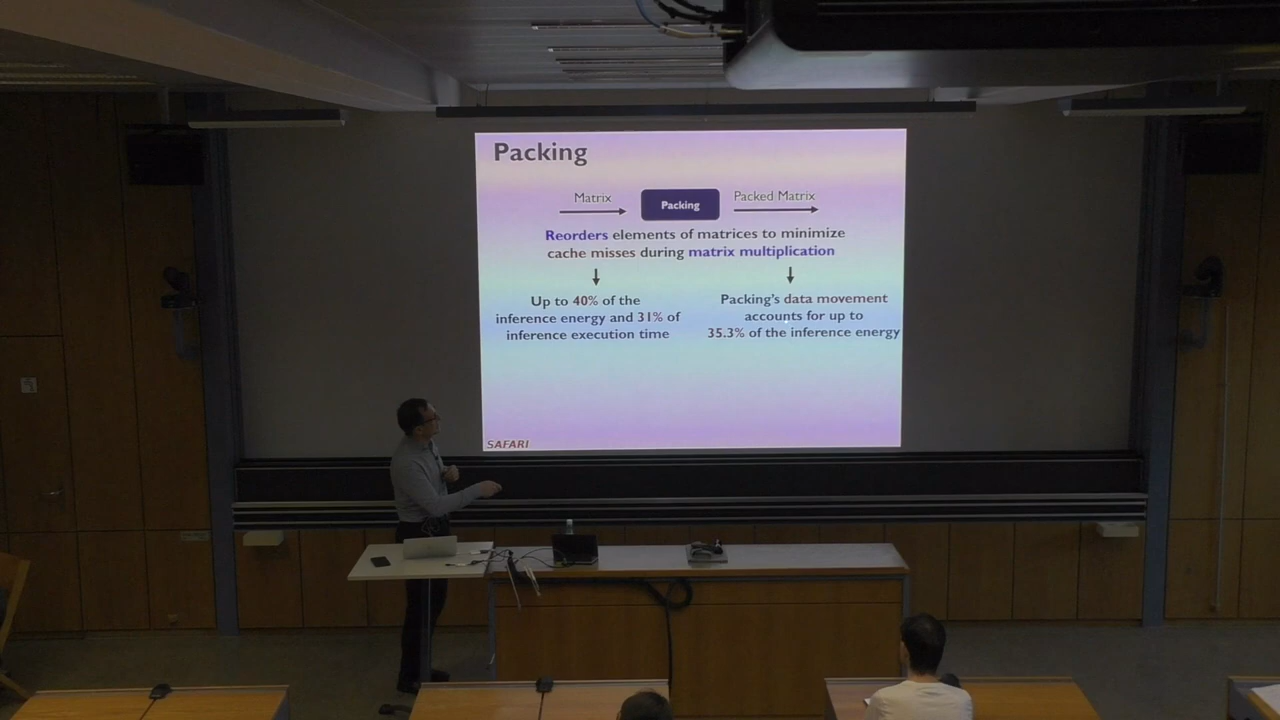 Packing
Matrix
Packing
Packed Matrix
Reorders elements of matrices to minimize
cache misses during matrix multiplication
Up to 40% of the
inference energy and 31% of
inference execution time
Packing's data movement
accounts for up to
35.3% of the inference energy
SAFARI